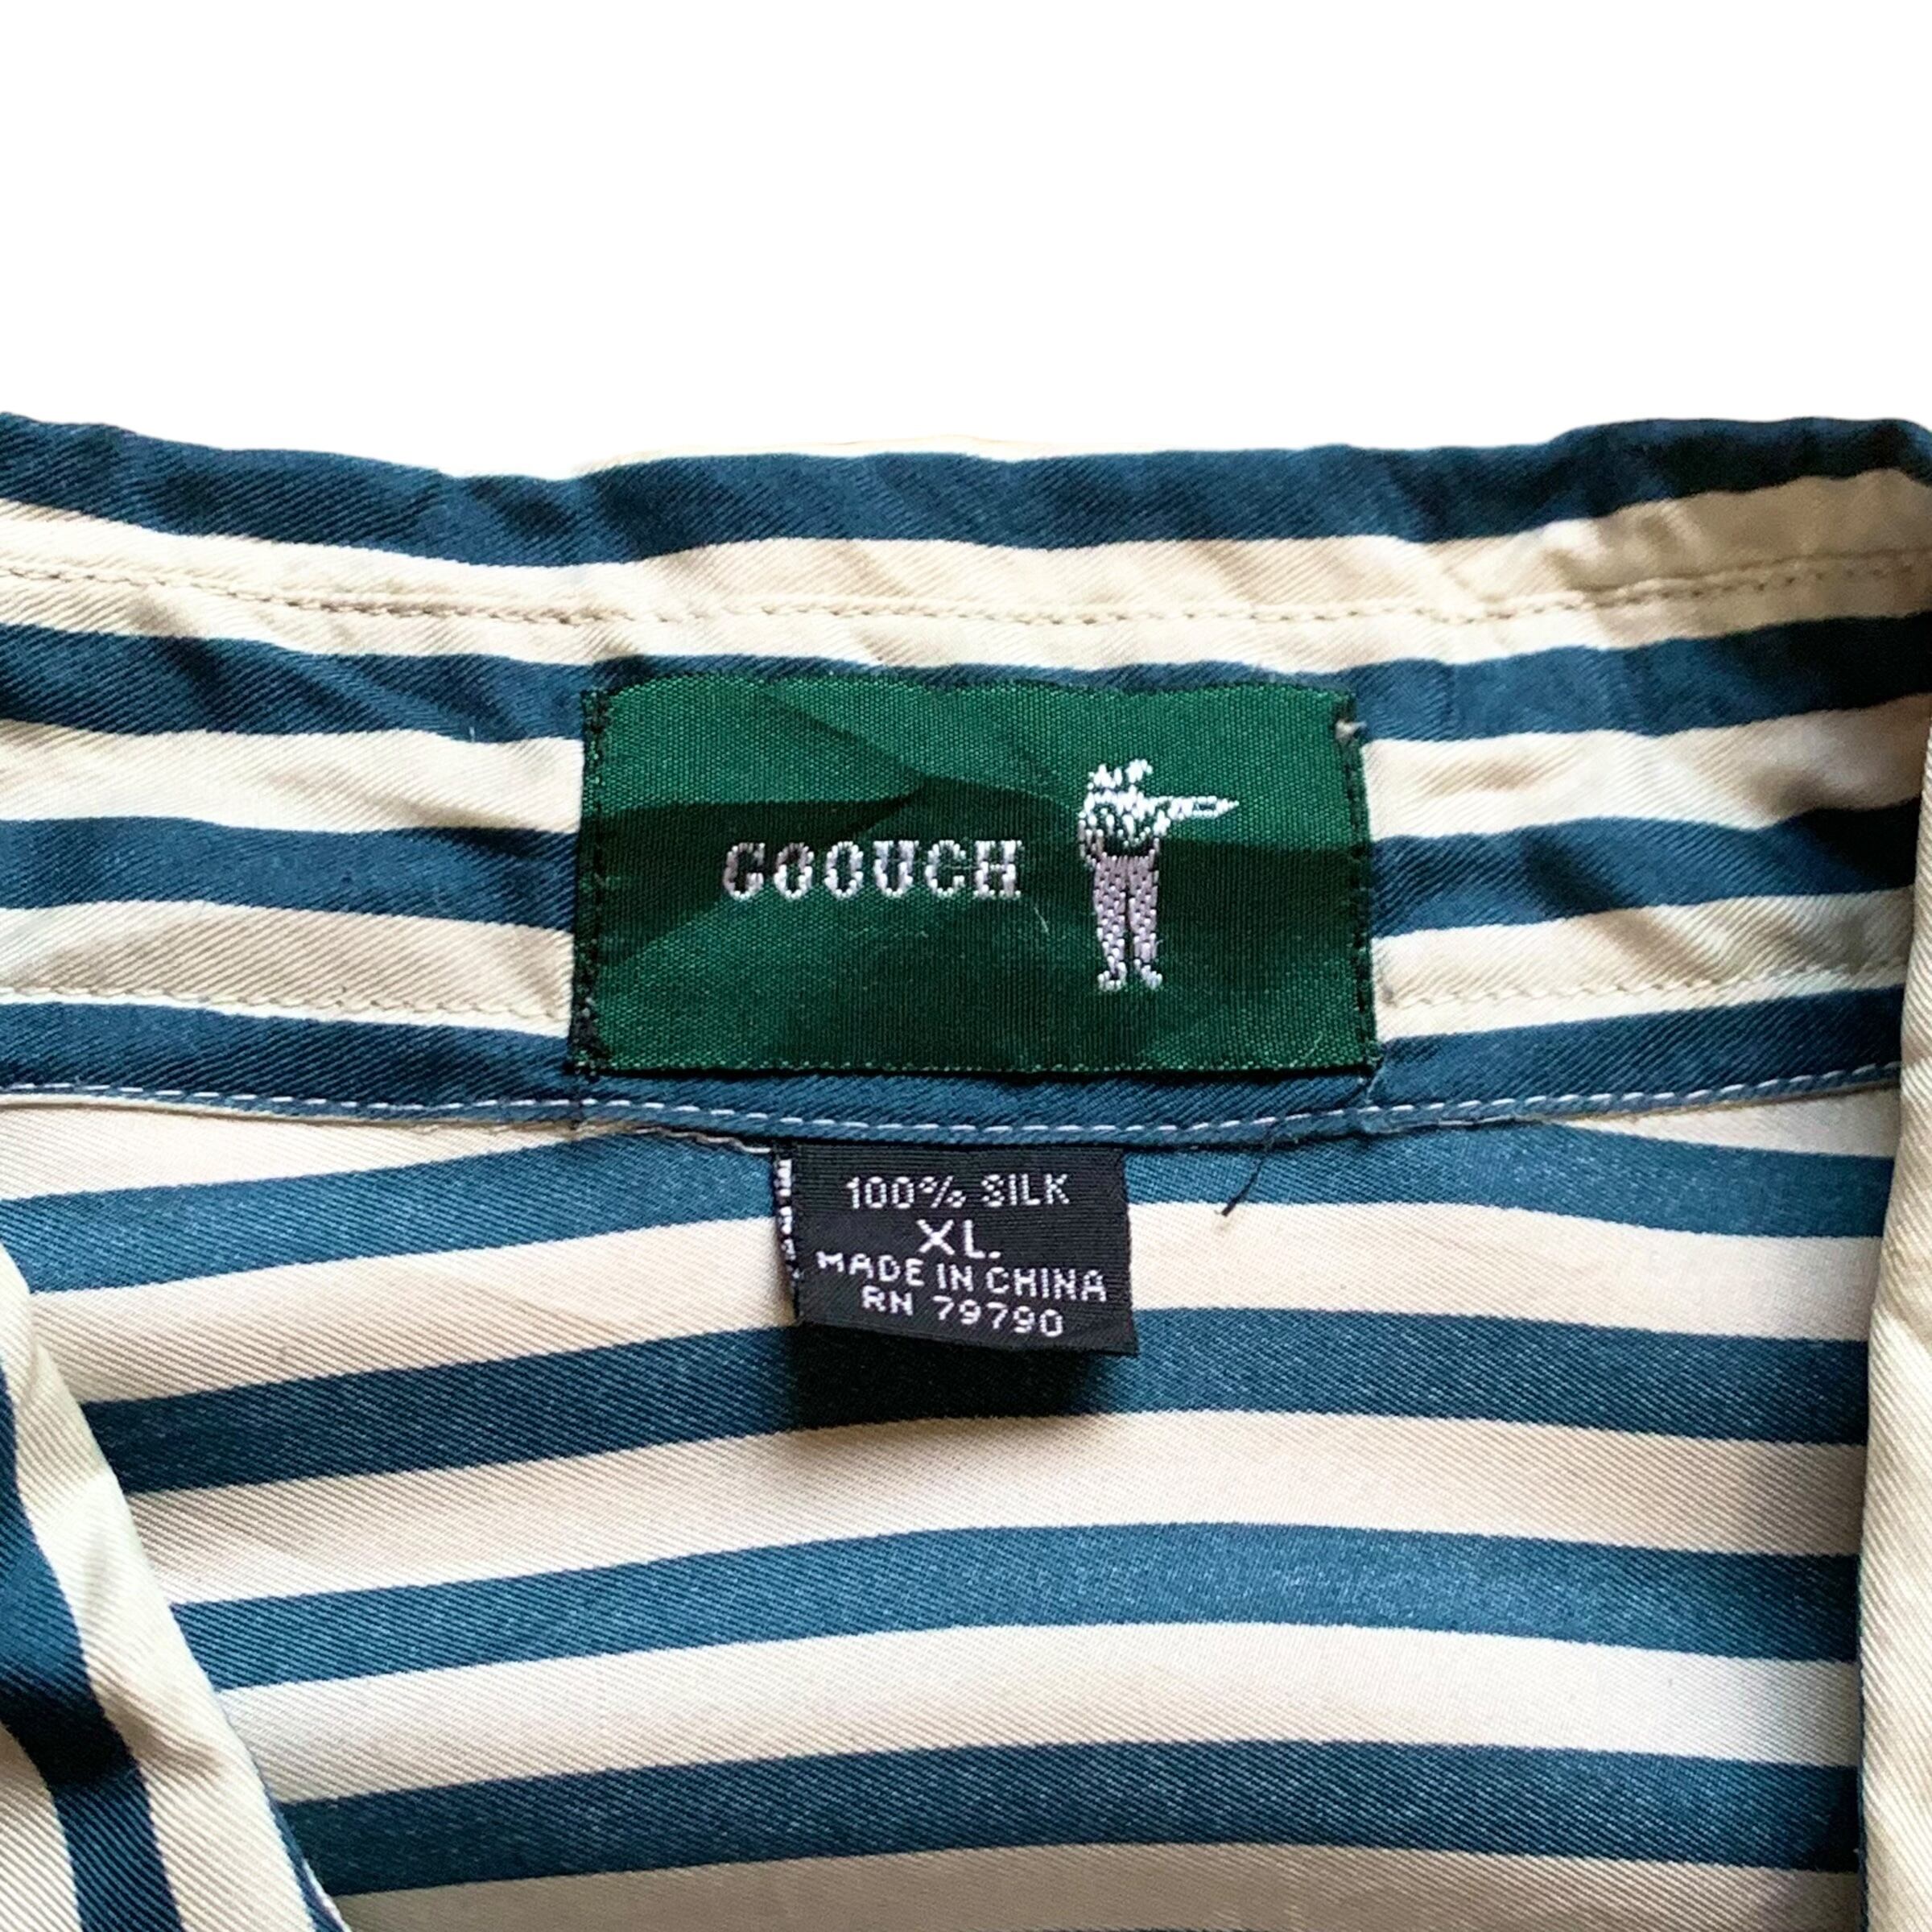 GOOUCH
100% SILK
XL.
MADE IN CHINA
RN 79790